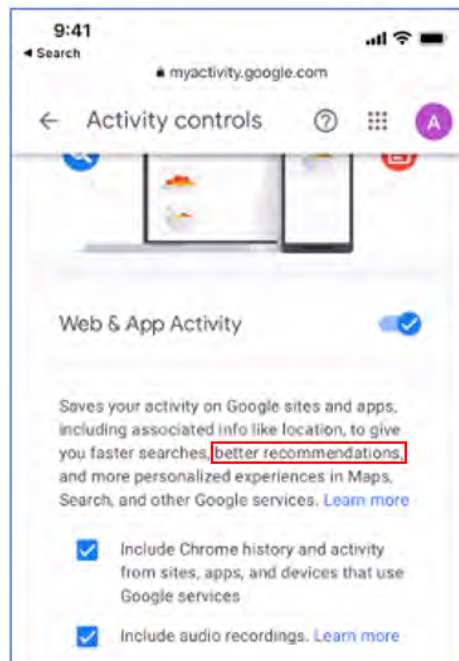 9:41
Search
myactivity.google.com
Activity controls
A
Web & App Activity
Saves your activity on Google sites and apps,
including associated info like location, to give
you faster searches, better recommendations,
and more personalized experiences in Maps,
Search, and other Google services. Learn more
Include Chrome history and activity
from sites, apps, and devices that use
Google services
Include audio recordings. Learn more